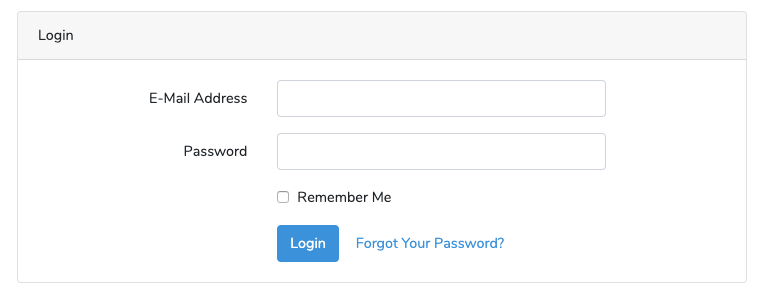 Login
E-Mail Address
Password
Remember Me
Login Forgot Your Password?